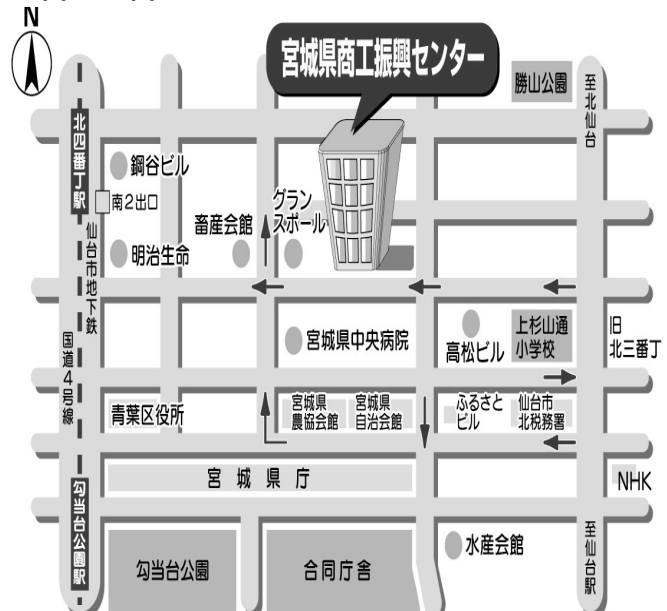 N
宮城県商工振興センター
勝山公園
至北仙台
北四番丁駅
鋼谷ビル
南2出口
グラン
スポール
畜産会館
明治生命
仙台市地下鉄
国道4号線
宮城県中央病院
高松ビル
上杉山通
小学校
旧
北三番丁
青葉区役所
宮城県
農協会館
宮城県
自治会館
ふるさと
ビル
仙台市
北税務署
宮城県庁
NHK
勾当台公園駅
勾当台公園
合同庁舎
水産会館
至仙台駅